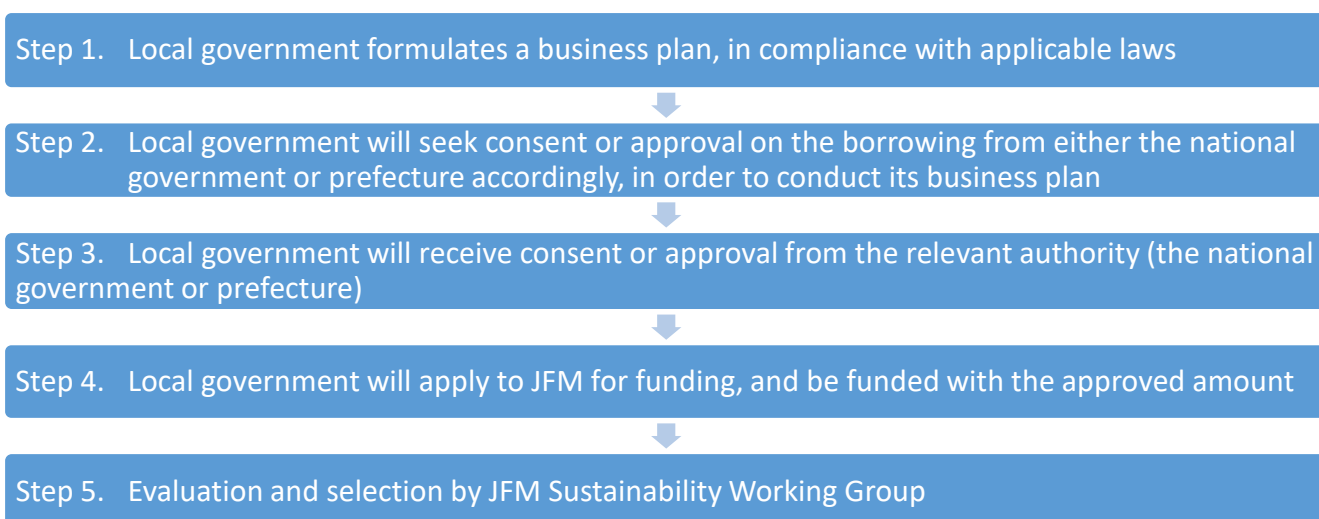 Step 1. Local government formulates a business plan, in compliance with applicable laws
Step 2. Local government will seek consent or approval on the borrowing from either the national
government or prefecture accordingly, in order to conduct its business plan
Step 3. Local government will receive consent or approval from the relevant authority (the national
government or prefecture)
Step 4. Local government will apply to JFM for funding, and be funded with the approved amount
Step 5. Evaluation and selection by JFM Sustainability Working Group